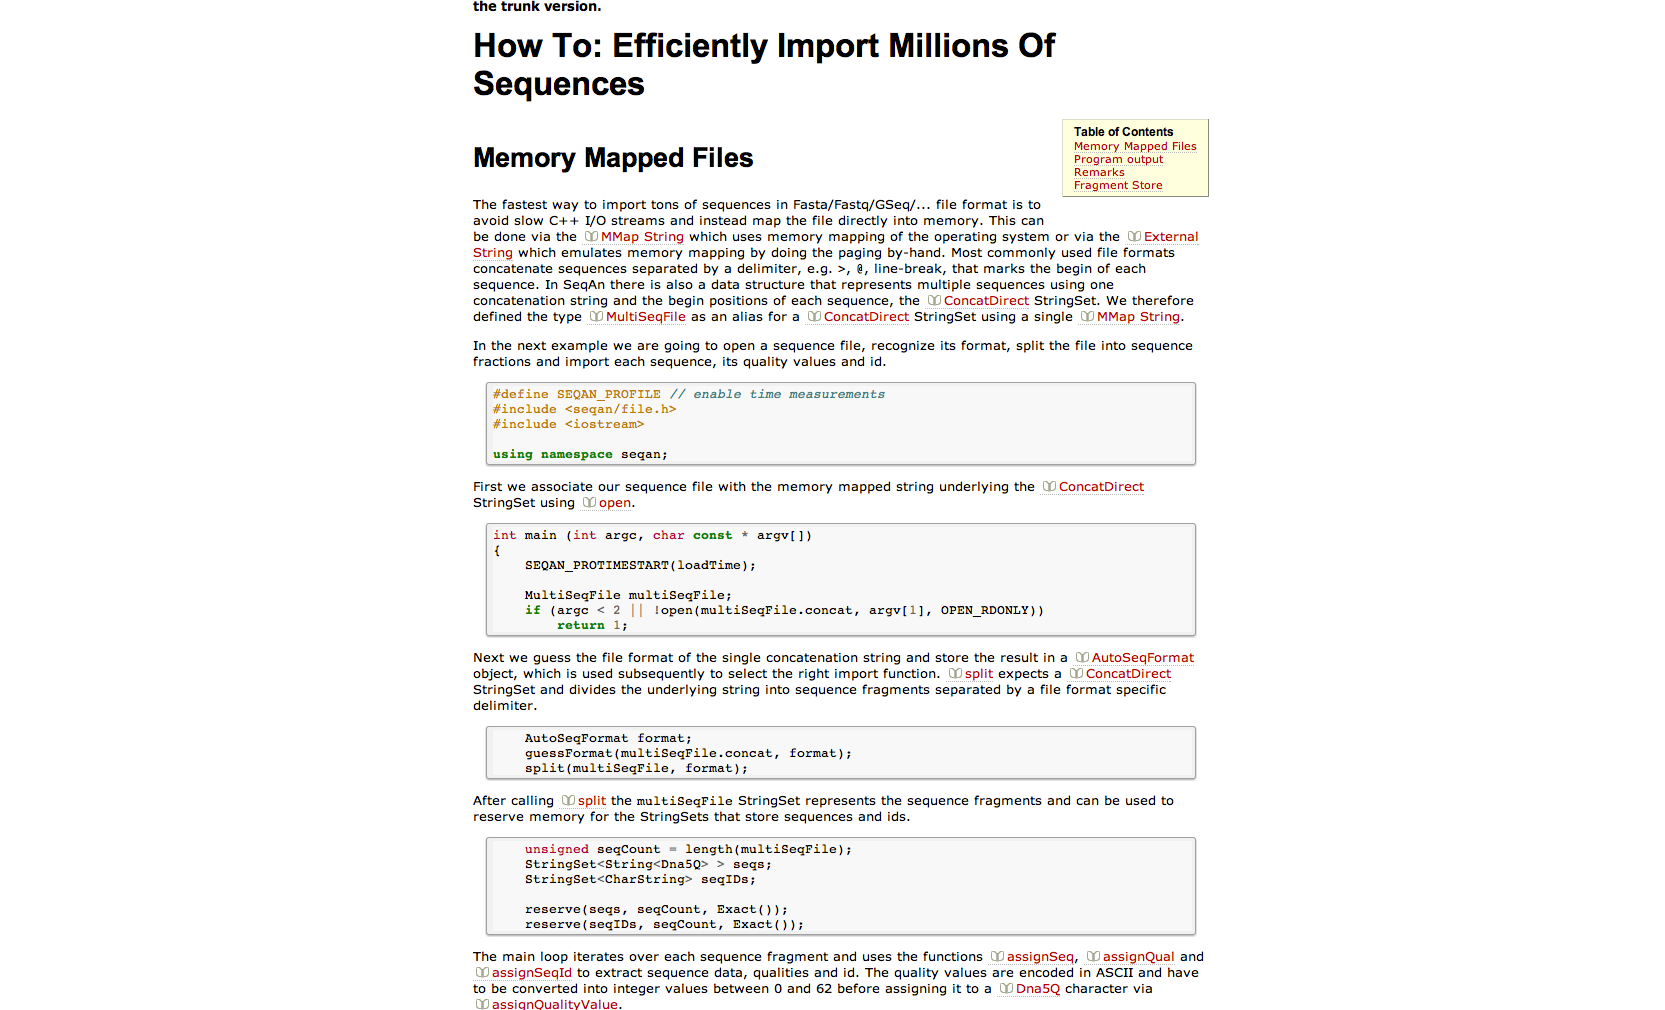 the trunk version.
How To: Efficiently Import Millions Of
Sequences
Table of Contents
Memory Mapped Files
Program output
Remarks
Fragment Store
Memory Mapped Files
The fastest way to import tons of sequences in Fasta/Fastq/GSeq/... file format is to
avoid slow C++ I/O streams and instead map the file directly into memory. This can
be done via the MMap String which uses memory mapping of the operating system or via the External
String which emulates memory mapping by doing the paging by-hand. Most commonly used file formats
concatenate sequences separated by a delimiter, e.g. >, @, line-break, that marks the begin of each
sequence. In SeqAn there is also a data structure that represents multiple sequences using one
concatenation string and the begin positions of each sequence, the ConcatDirect StringSet. We therefore
defined the type MultiSeqFile as an alias for a ConcatDirect StringSet using a single MMap String.
In the next example we are going to open a sequence file, recognize its format, split the file into sequence
fractions and import each sequence, its quality values and id.
#define SEQAN_PROFILE // enable time measurements
#include <seqan/file.h>
#include <iostream>
using namespace seqan;
First we associate our sequence file with the memory mapped string underlying the ConcatDirect
StringSet using open.
int main (int argc, char const * argv[])
{
SEQAN_PROTIMESTART(loadTime);
MultiSeqFile multiSeqFile;
if (argc < 2 || !open(multiSeqFile.concat, argv[1], OPEN_RDONLY))
return 1;
Next we guess the file format of the single concatenation string and store the result in a AutoSeqFormat
object, which is used subsequently to select the right import function. split expects a ConcatDirect
StringSet and divides the underlying string into sequence fragments separated by a file format specific
delimiter.
AutoSeqFormat format;
guessFormat(multiSeqFile.concat, format);
split(multiSeqFile, format);
After calling split the multiSeqFile StringSet represents the sequence fragments and can be used to
reserve memory for the StringSets that store sequences and ids.
unsigned seqCount = length(multiSeqFile);
StringSet<String<Dna5Q> > seqs;
StringSet<CharString> seqIDs;
reserve(seqs, seqCount, Exact());
reserve(seqIDs, seqCount, Exact());
The main loop iterates over each sequence fragment and uses the functions assignSeq, assignQual and
assignSeqId to extract sequence data, qualities and id. The quality values are encoded in ASCII and have
to be converted into integer values between 0 and 62 before assigning it to a Dna5Q character via
assignQualityValue.